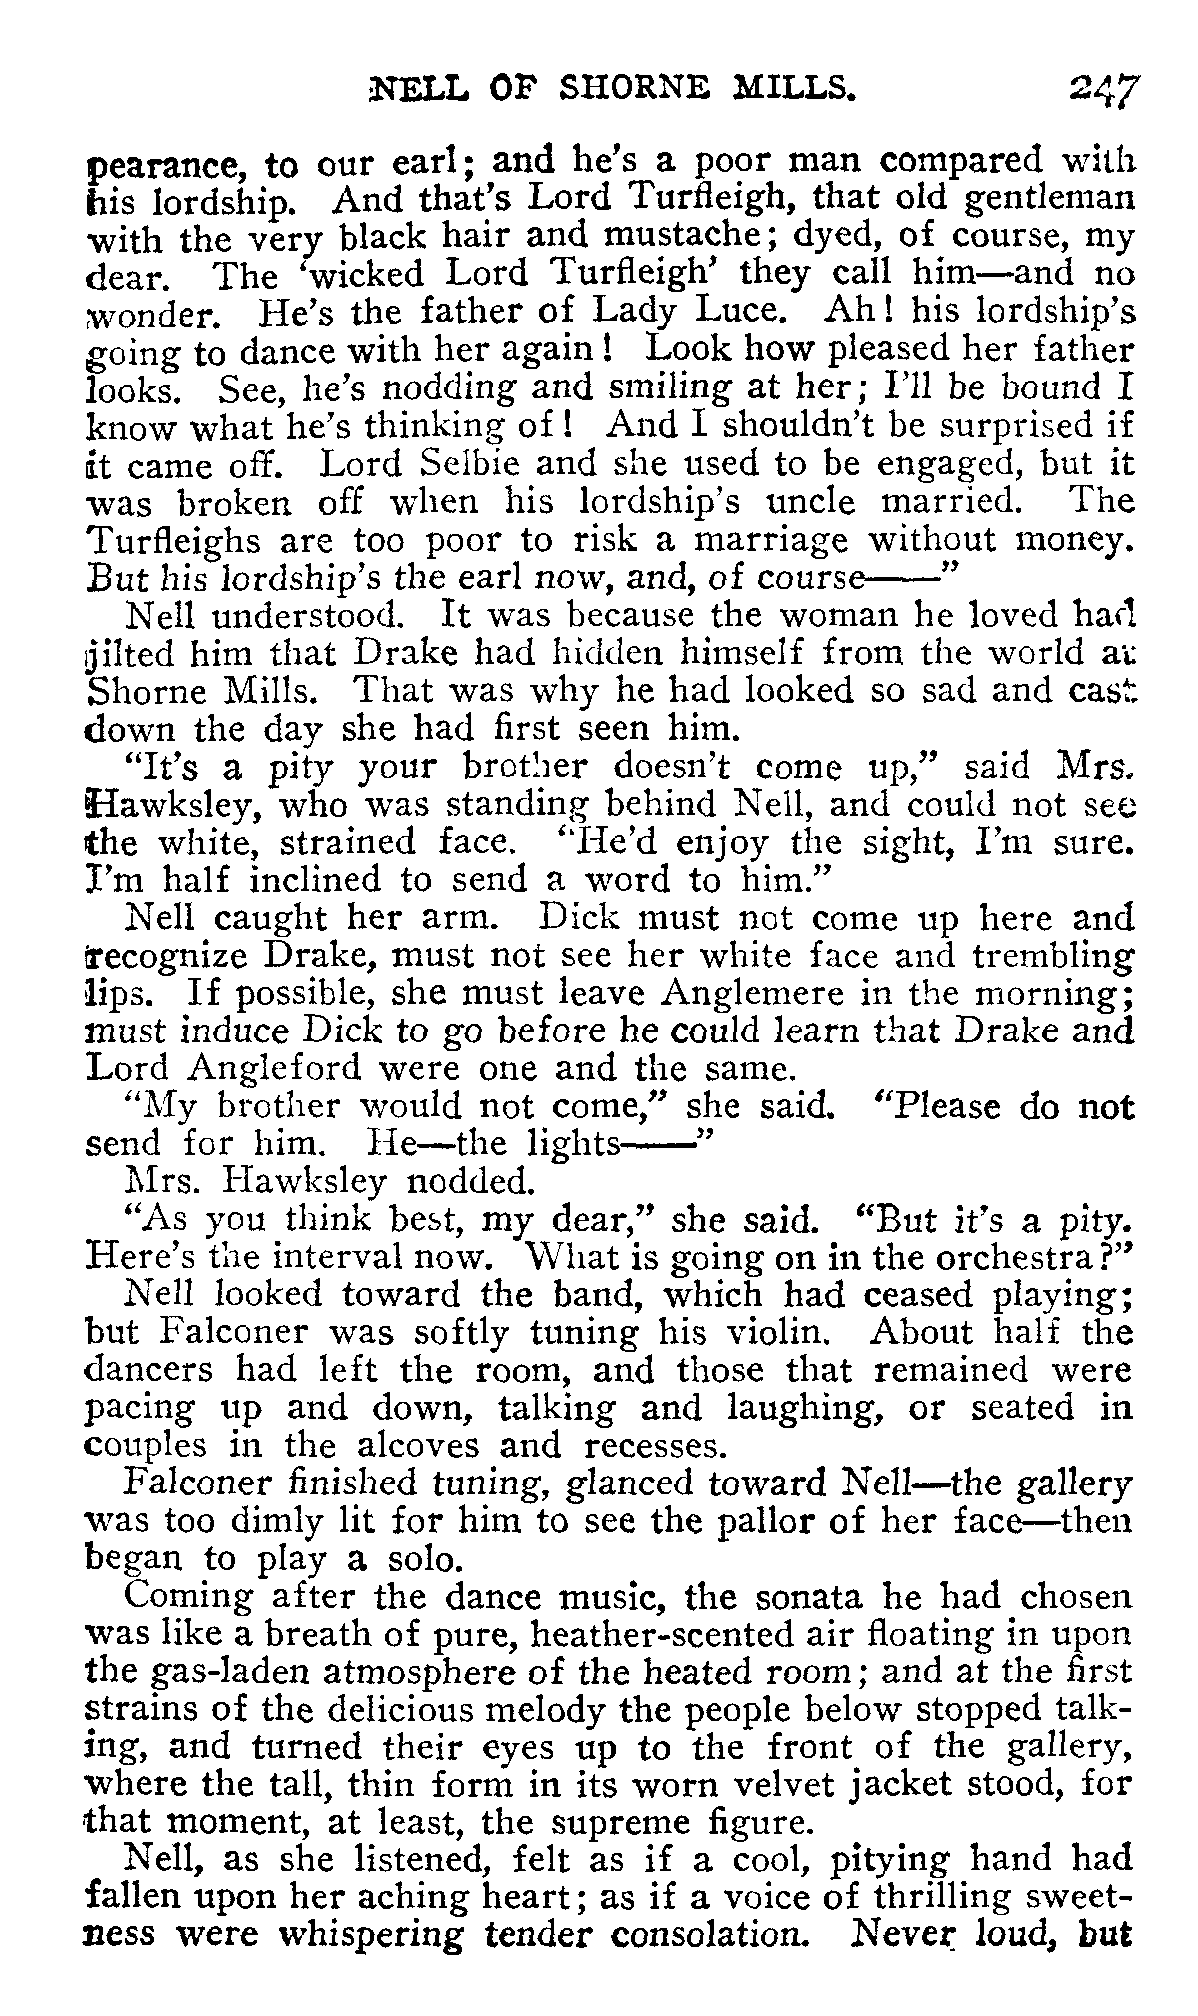 NELL OF SHORNE MILLS. 247
pearance, to our earl; and he's a poor man compared with
his lordship. And that's Lord Turfleigh, that old gentleman
with the very black hair and mustache; dyed, of course, my
dear. The 'wicked Lord Turfleigh' they call him—and no
wonder. He's the father of Lady Luce. Ah! his lordship's
going to dance with her again! Look how pleased her father
looks. See, he's nodding and smiling at her; I'll be bound I
know what he's thinking of! And I shouldn't be surprised if
it came off. Lord Selbie and she used to be engaged, but it
was broken off when his lordship's uncle married. The
Turfleighs are too poor to risk a marriage without money.
But his lordship's the earl now, and, of course——"
Nell understood. It was because the woman he loved had
jilted him that Drake had hidden himself from the world at
Shorne Mills. That was why he had looked so sad and cast
down the day she had first seen him.
"It's a pity your brother doesn't come up," said Mrs.
Hawksley, who was standing behind Nell, and could not see
the white, strained face. "He'd enjoy the sight, I'm sure.
I'm half inclined to send a word to him."
Nell caught her arm. Dick must not come up here and
recognize Drake, must not see her white face and trembling
lips. If possible, she must leave Anglemere in the morning;
must induce Dick to go before he could learn that Drake and
Lord Angleford were one and the same.
"My brother would not come," she said. "Please do not
send for him. He—the lights——"
Mrs. Hawksley nodded.
"As you think best, my dear," she said. "But it's a pity.
Here's the interval now. What is going on in the orchestra?"
Nell looked toward the band, which had ceased playing;
but Falconer was softly tuning his violin. About half the
dancers had left the room, and those that remained were
pacing up and down, talking and laughing, or seated in
couples in the alcoves and recesses.
Falconer finished tuning, glanced toward Nell—the gallery
was too dimly lit for him to see the pallor of her face—then
began to play a solo.
Coming after the dance music, the sonata he had chosen
was like a breath of pure, heather-scented air floating in upon
the gas-laden atmosphere of the heated room; and at the first
strains of the delicious melody the people below stopped talk-
ing, and turned their eyes up to the front of the gallery,
where the tall, thin form in its worn velvet jacket stood, for
that moment, at least, the supreme figure.
Nell, as she listened, felt as if a cool, pitying hand had
fallen upon her aching heart; as if a voice of thrilling sweet-
ness were whispering tender consolation. Never loud, but